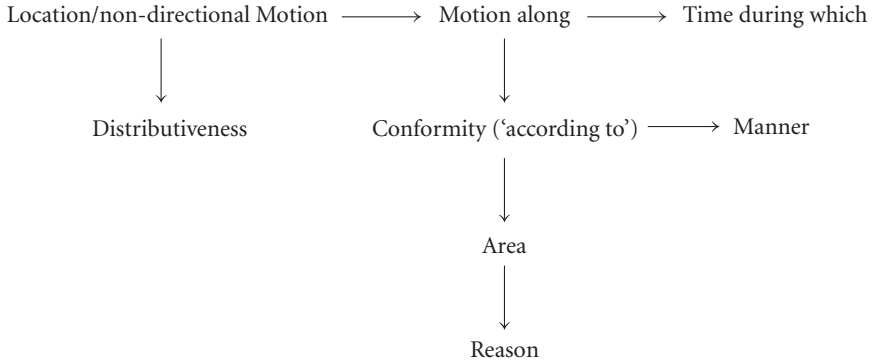 Location/non-directional Motion Motion along Time during which
Distributiveness Conformity (‘according to’) Manner
Area
Reason